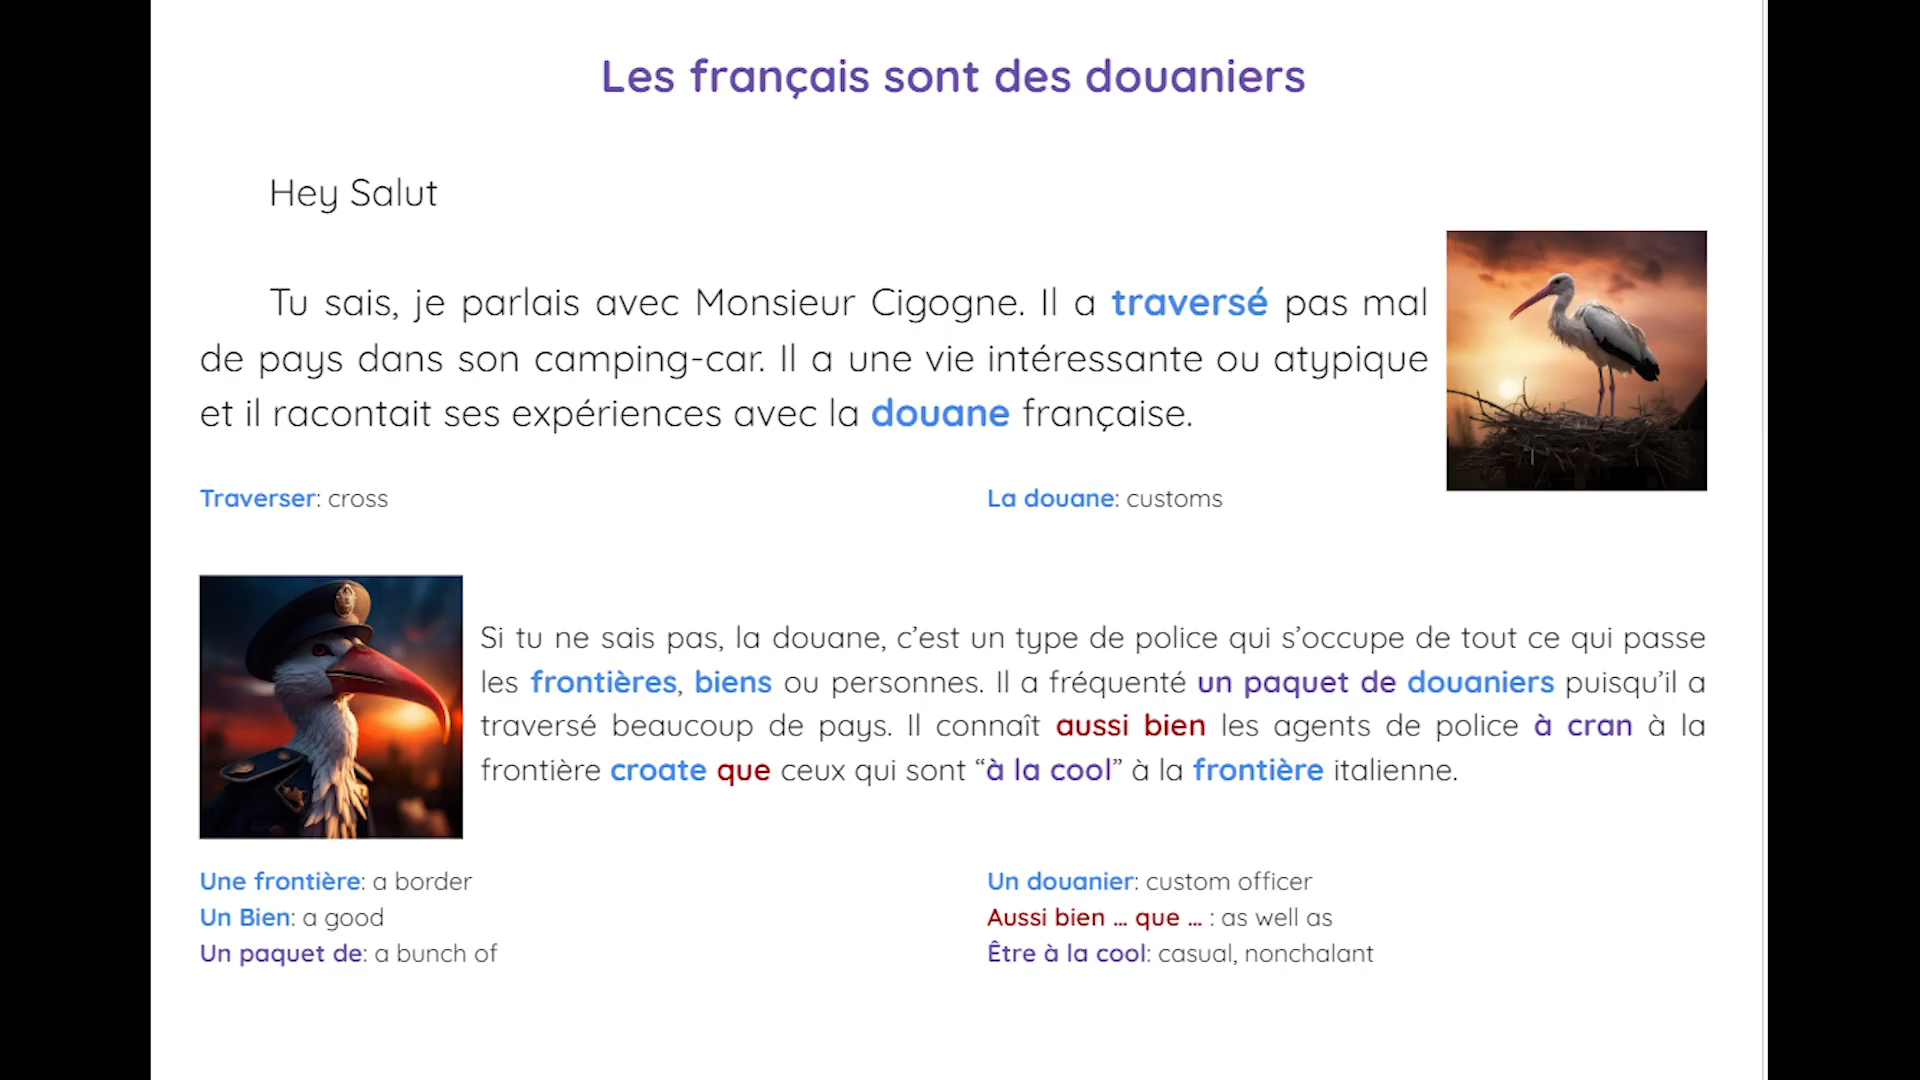 Les français sont des douaniers
Hey Salut
Tu sais, je parlais avec Monsieur Cigogne. Il a traversé pas mal
de pays dans son camping-car. Il a une vie intéressante ou atypique
et il racontait ses expériences avec la douane française.
Traverser: cross
La douane: customs
Si tu ne sais pas, la douane, c’est un type de police qui s’occupe de tout ce qui passe
les frontières, biens ou personnes. Il a fréquenté un paquet de douaniers puisqu’il a
traversé beaucoup de pays. Il connaît aussi bien les agents de police à cran à la
frontière croate que ceux qui sont “à la cool” à la frontière italienne.
Une frontière: a border
Un Bien: a good
Un paquet de: a bunch of
Un douanier: custom officer
Aussi bien ... que ... : as well as
Être à la cool: casual, nonchalant